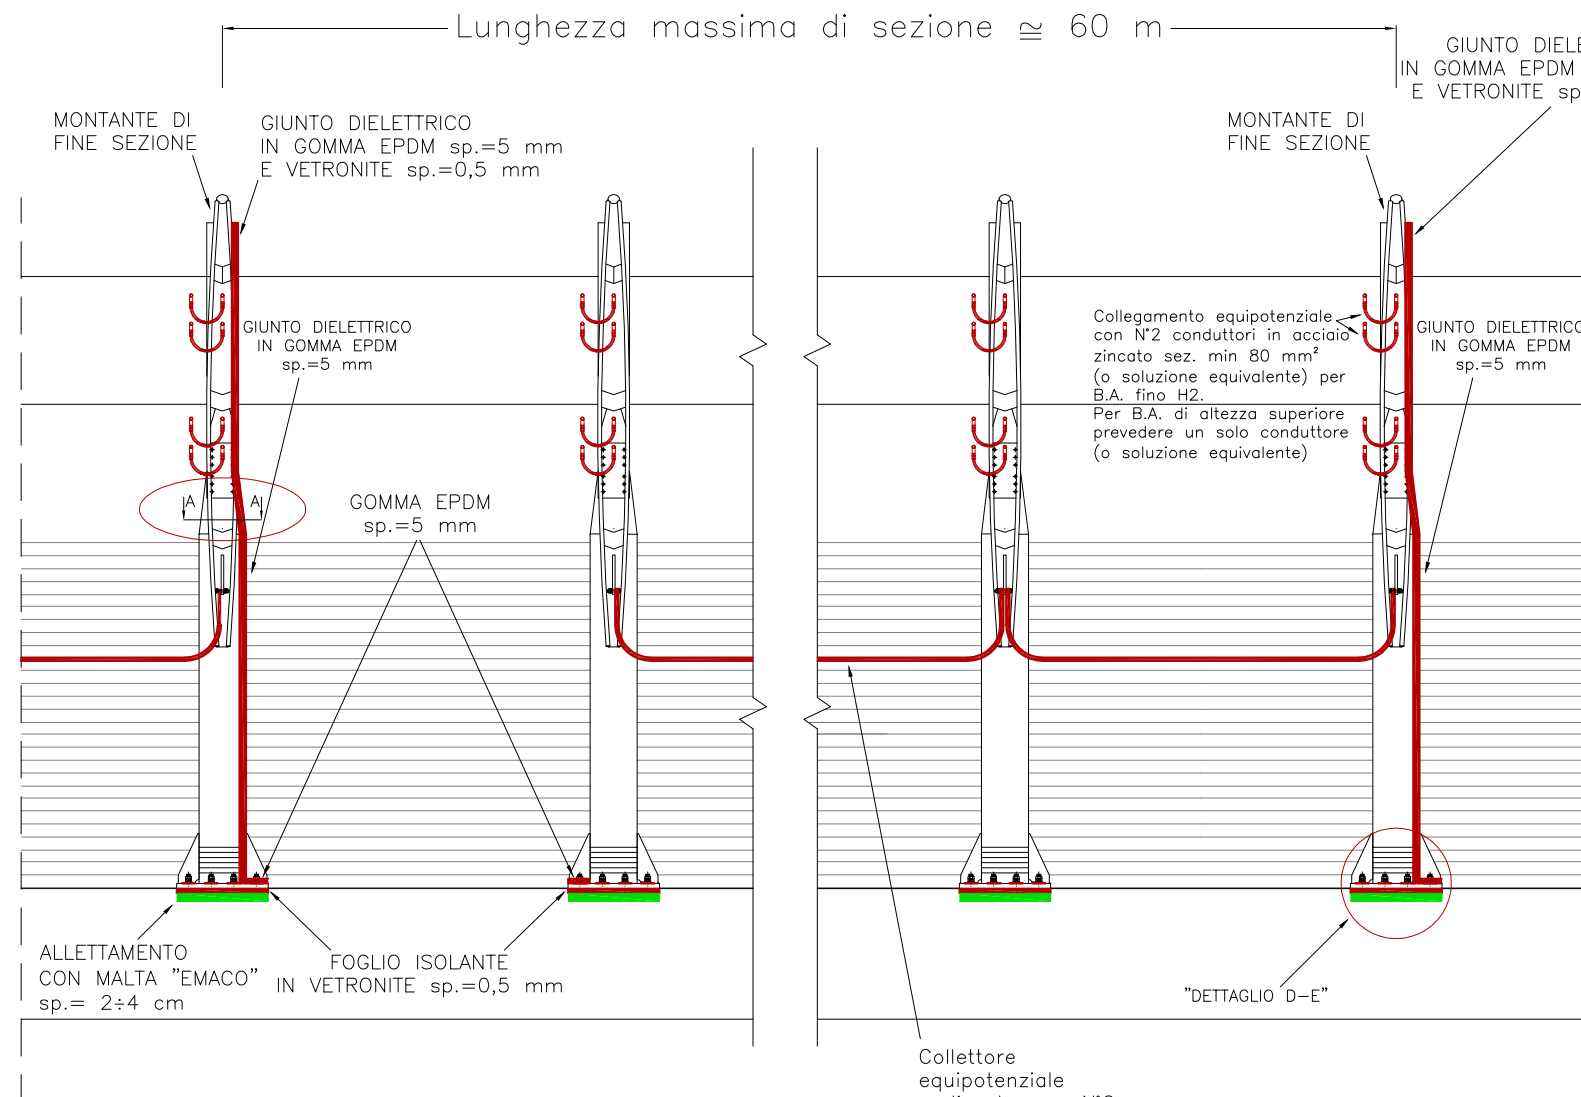 Lunghezza massima di sezione ≅ 60 m
GIUNTO
IN GOMMA EPDM
E VETRONITE
MONTANTE DI
FINE SEZIONE
GIUNTO DIELETTRICO
IN GOMMA EPDM sp.=5 mm
E VETRONITE sp.=0,5 mm
MONTANTE DI
FINE SEZIONE
GIUNTO DIELETTRICO
IN GOMMA EPDM
sp.=5 mm
Collegamento equipotenziale
con N°2 conduttori in acciaio
zincato sez. min 80 mm²
(o soluzione equivalente) per
B.A. fino H2.
Per B.A. di altezza superiore
prevedere un solo conduttore
(o soluzione equivalente)
GIUNTO DIELETTRICO
IN GOMMA EPDM
sp.=5 mm
A A
GOMMA EPDM
sp.=5 mm
ALLETTAMENTO
CON MALTA "EMACO"
sp.= 2÷4 cm
FOGLIO ISOLANTE
IN VETRONITE sp.=0,5 mm
"DETTAGLIO D-E"
Collettore
equipotenziale